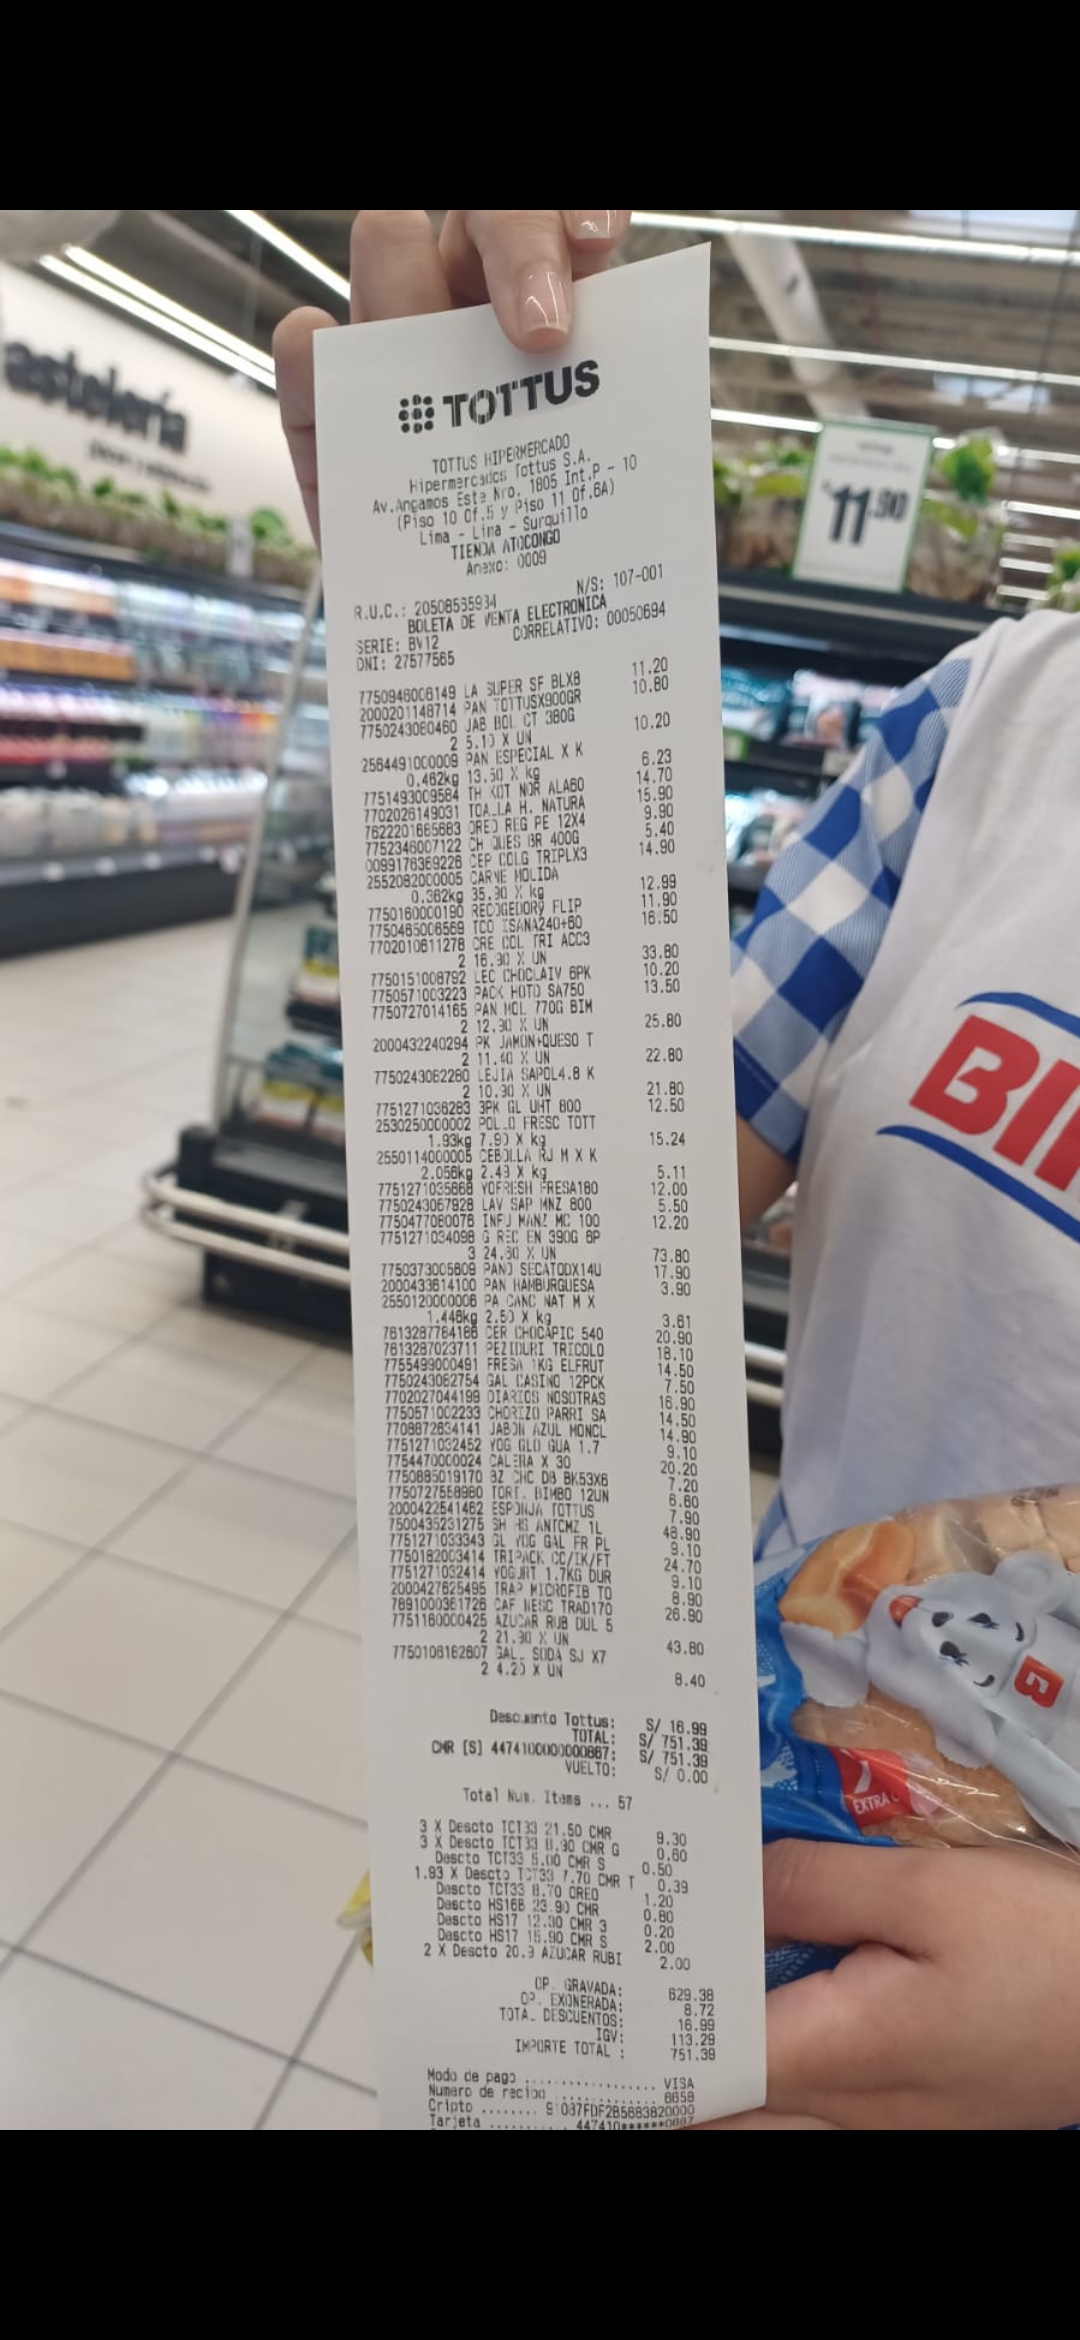 astelería
11.90
TOTTUS
TOTTUS HIPERMERCADO
Hipermercados Tottus S.A.
Av.Angamos Este Nro. 1805 Int.P - 10
(Piso 10 Of.5 y Piso 11 Of.6A)
Lima - Lima - Surquillo
TIENDA ATOCONGO
Anexo: 0009
N/S: 107-001
R.U.C.: 20508565934
BOLETA DE VENTA ELECTRONICA
SERIE: BV12 CORRELATIVO: 00050694
DNI: 27577565
7750946006149 LA SUPER SF BLX8 11.20
2000201148714 PAN TOTTUSX900GR 10.80
7750243060460 JAB BOL CT 380G
2 5.10 X UN 10.20
2564491000009 PAN ESPECIAL X K
0.462kg 13.50 X kg 6.23
7751493009584 TH KOT NOR ALA60 14.70
7702026149031 TOALLA H. NATURA 15.90
7622201685683 OREO REG PE 12X4 9.90
7752346007122 CH QUES BR 400G 5.40
0099176369226 CEP COLG TRIPLX3 14.90
2552082000005 CARNE MOLIDA
0.362kg 35.90 X kg 12.99
7750160000190 RECOGEDORY FLIP 11.90
7750485006569 TCO ISANA240+80 16.50
7702010611278 CRE COL TRI ACC3
2 16.90 X UN 33.80
7750151008792 LEC CHOCLAIV 6PK 10.20
7750571003223 PACK HOTD SA750 13.50
7750727014165 PAN MOL 770G BIM
2 12.90 X UN 25.80
2000432240294 PK JAMON+QUESO T
2 11.40 X UN 22.80
7750243062280 LEJIA SAPOL4.8 K
2 10.90 X UN 21.80
7751271036283 3PK GL UHT 800 12.50
2530250000002 POLLO FRESC TOTT
1.93kg 7.90 X kg 15.24
2550114000005 CEBOLLA RJ M X K
2.056kg 2.49 X kg 5.11
7751271035668 YOFRESH FRESA180 12.00
7750243067928 LAV SAP MNZ 800 5.50
7750477080076 INFU MANZ MC 100 12.20
7751271034098 G REC EN 390G 6P
3 24.60 X UN 73.80
7750373005609 PANO SECATODX14U 17.90
2000433614100 PAN HAMBURGUESA 3.90
2550120000006 PA CANC NAT M X
1.446kg 2.50 X kg 3.61
7613287784186 CER CHOCAPIC 540 20.90
7613287023711 PEZIDURI TRICOLO 18.10
7755499000491 FRESA 1KG ELFRUT 14.50
7750243062754 GAL CASINO 12PCK 7.50
7702027044199 DIARIOS NOSOTRAS 16.90
7750571002233 CHORIZO PARRI SA 14.50
7708872634141 JABON AZUL MONCL 14.90
7751271032452 YOG GLO GUA 1.7 9.10
7754470000024 CALERA X 30 20.20
7750885019170 BZ CHC DB BK53X6 7.20
7750727558980 TORT. BIMBO 12UN 6.60
2000422541462 ESPONJA TOTTUS 7.90
7500435231275 SH HS ANTCMZ 1L 48.90
7751271033343 GL YOG GAL FR PL 9.10
7750182003414 TRIPACK CC/IK/FT 24.70
7751271032414 YOGURT 1.7KG DUR 9.10
2000427625495 TRAP MICROFIB TO 8.90
7891000361726 CAF NESC TRAD170 26.90
7751160000425 AZUCAR RUB DUL 5
2 21.90 X UN 43.80
7750106162607 GALL SODA SJ X7
2 4.20 X UN 8.40
Descuento Tottus: S/ 16.99
TOTAL: S/ 751.39
CMR [S] 4474100000000867: S/ 751.39
VUELTO: S/ 0.00
Total Num. Items ... 57
3 X Descto TCT33 21.50 CMR 9.30
3 X Descto TCT33 8.90 CMR G 0.60
Descto TCT33 5.00 CMR S 0.50
1.93 X Descto TCT33 7.70 CMR T 0.39
Descto TCT33 8.70 OREO 1.20
Descto HS16B 23.90 CMR 0.80
Descto HS17 12.30 CMR 3 0.20
Descto HS17 15.90 CMR S 2.00
2 X Descto 20.9 AZUCAR RUBI 2.00
OP. GRAVADA: 629.38
OP. EXONERADA: 8.72
TOTAL DESCUENTOS: 16.99
IGV: 113.29
IMPORTE TOTAL : 751.39
Modo de pago .................. VISA
Numero de recibo ............. 6658
Cripto ........ 91087FDF2B5683820000
Tarjeta ........... 447410******0867
BI
EXTRA